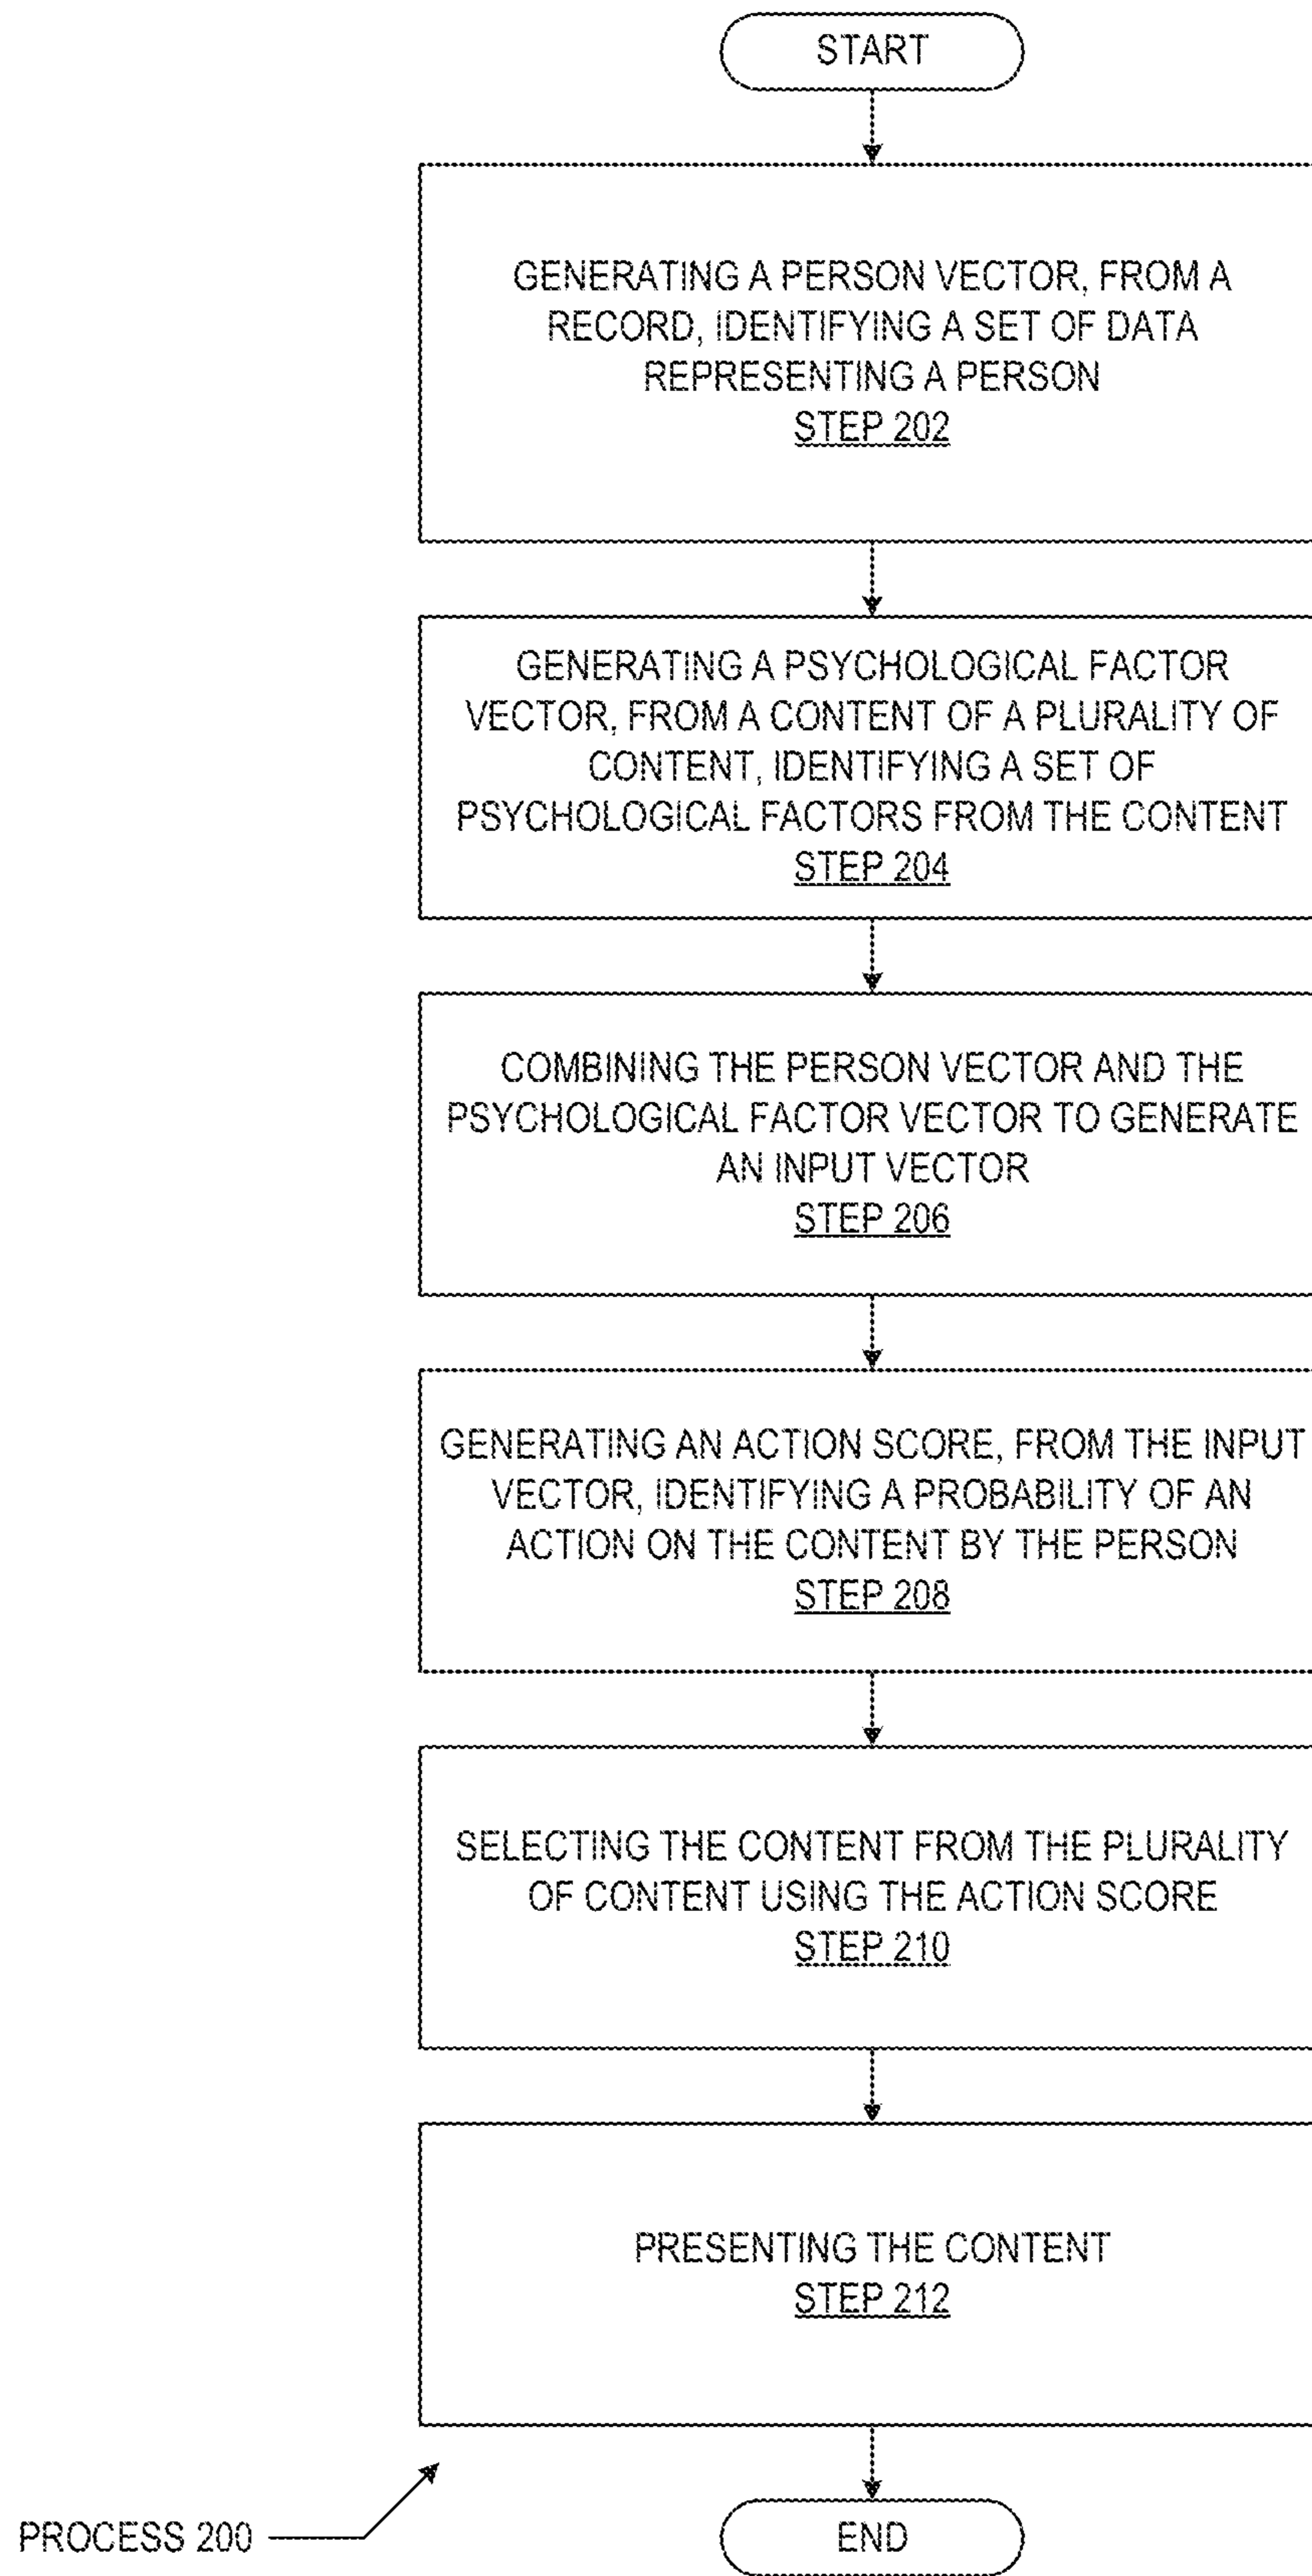 START
GENERATING A PERSON VECTOR, FROM A
RECORD, IDENTIFYING A SET OF DATA
REPRESENTING A PERSON
STEP 202
GENERATING A PSYCHOLOGICAL FACTOR
VECTOR, FROM A CONTENT OF A PLURALITY OF
CONTENT, IDENTIFYING A SET OF
PSYCHOLOGICAL FACTORS FROM THE CONTENT
STEP 204
COMBINING THE PERSON VECTOR AND THE
PSYCHOLOGICAL FACTOR VECTOR TO GENERATE
AN INPUT VECTOR
STEP 206
GENERATING AN ACTION SCORE, FROM THE INPUT
VECTOR, IDENTIFYING A PROBABILITY OF AN
ACTION ON THE CONTENT BY THE PERSON
STEP 208
SELECTING THE CONTENT FROM THE PLURALITY
OF CONTENT USING THE ACTION SCORE
STEP 210
PRESENTING THE CONTENT
STEP 212
PROCESS 200
END